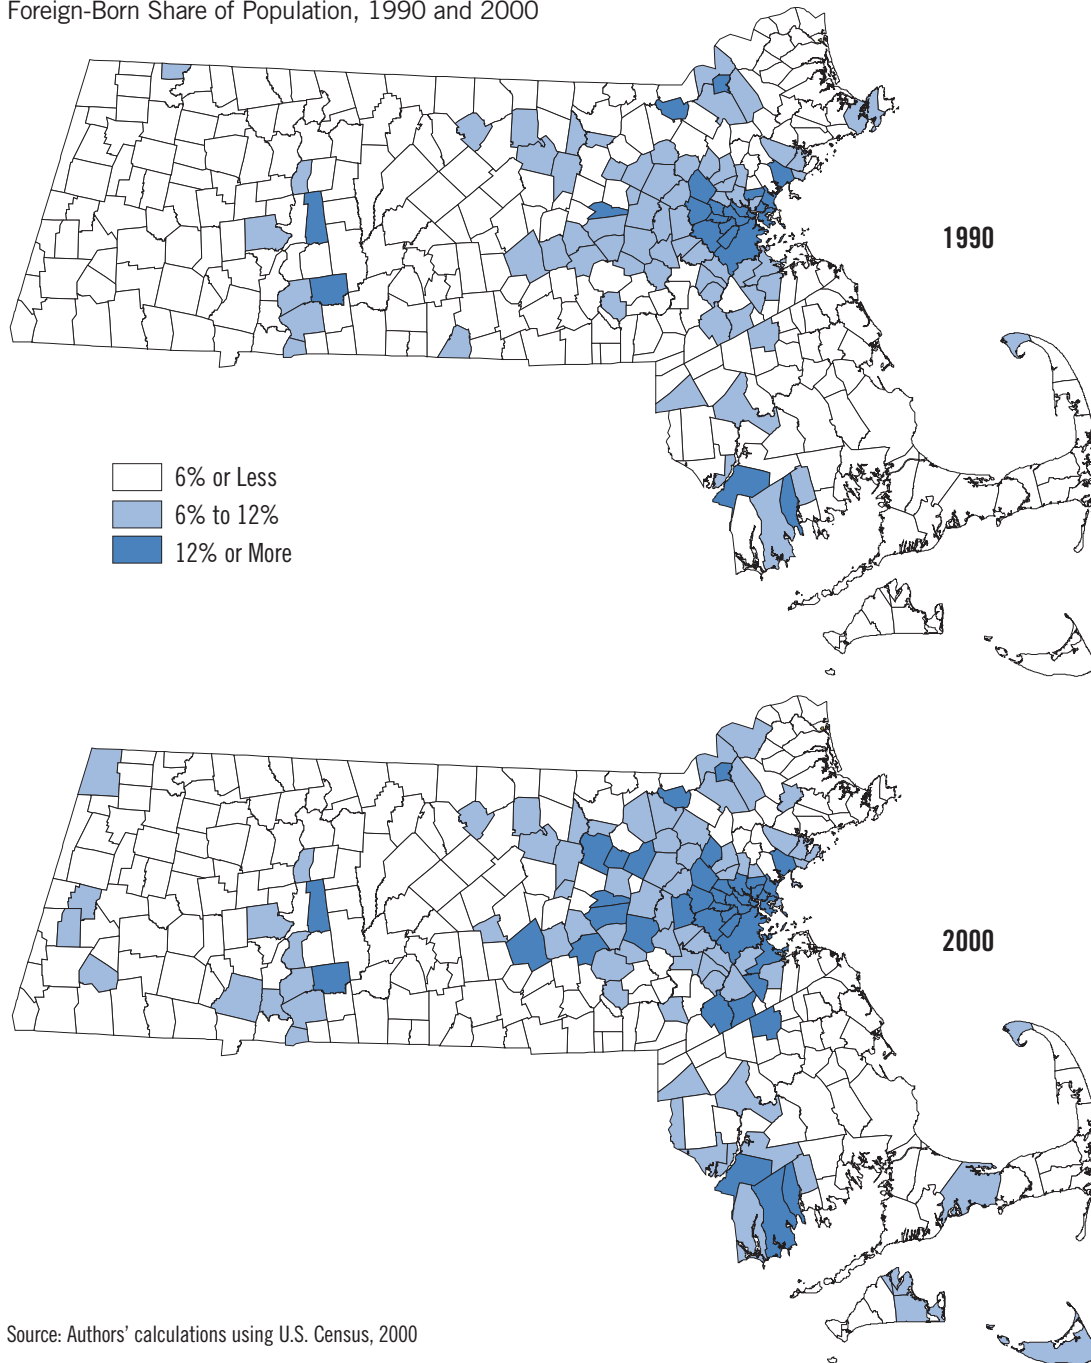 Foreign-Born Share of Population, 1990 and 2000
1990
6% or Less
6% to 12%
12% or More
2000
Source: Authors' calculations using U.S. Census, 2000